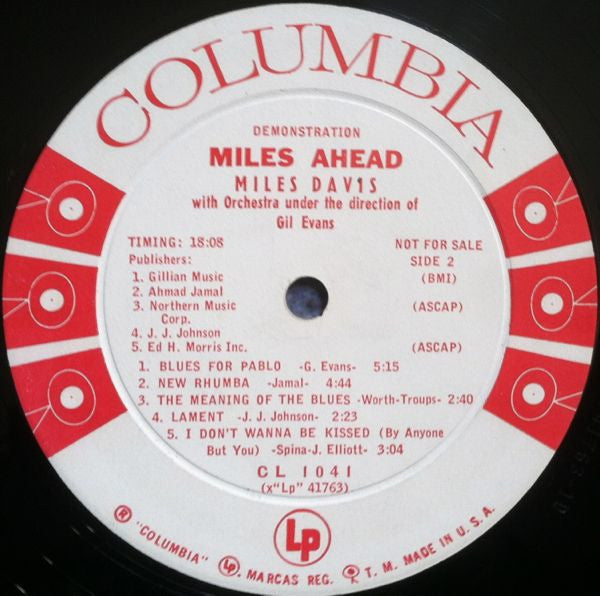 COLUMBIA
DEMONSTRATION
MILES AHEAD
MILES DAVIS
with Orchestra under the direction of
Gil Evans
TIMING: 18:08 NOT FOR SALE
Publishers: SIDE 2
1. Gillian Music (BMI)
2. Ahmad Jamal
3. Northern Music (ASCAP)
Corp.
4. J. J. Johnson
5. Ed H. Morris Inc. (ASCAP)
1. BLUES FOR PABLO -G. Evans- 5:15
2. NEW RHUMBA -Jamal- 4:44
3. THE MEANING OF THE BLUES -Worth-Troups- 2:40
4. LAMENT -J. J. Johnson- 2:23
5. I DON'T WANNA BE KISSED (By Anyone
But You) -Spina-J. Elliott- 3:04
CL 1041
(x"Lp" 41763)
Lp
® "COLUMBIA" Lp. MARCAS REG. T. M. MADE IN U. S. A.